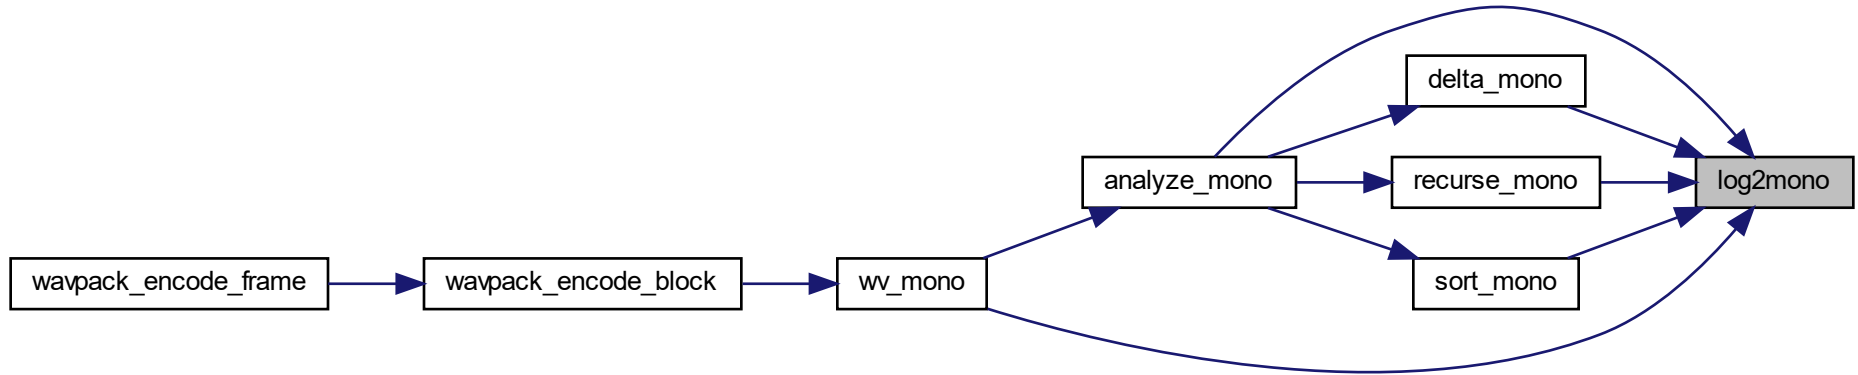 delta_mono
analyze_mono
recurse_mono
log2mono
wavpack_encode_frame
wavpack_encode_block
wv_mono
sort_mono